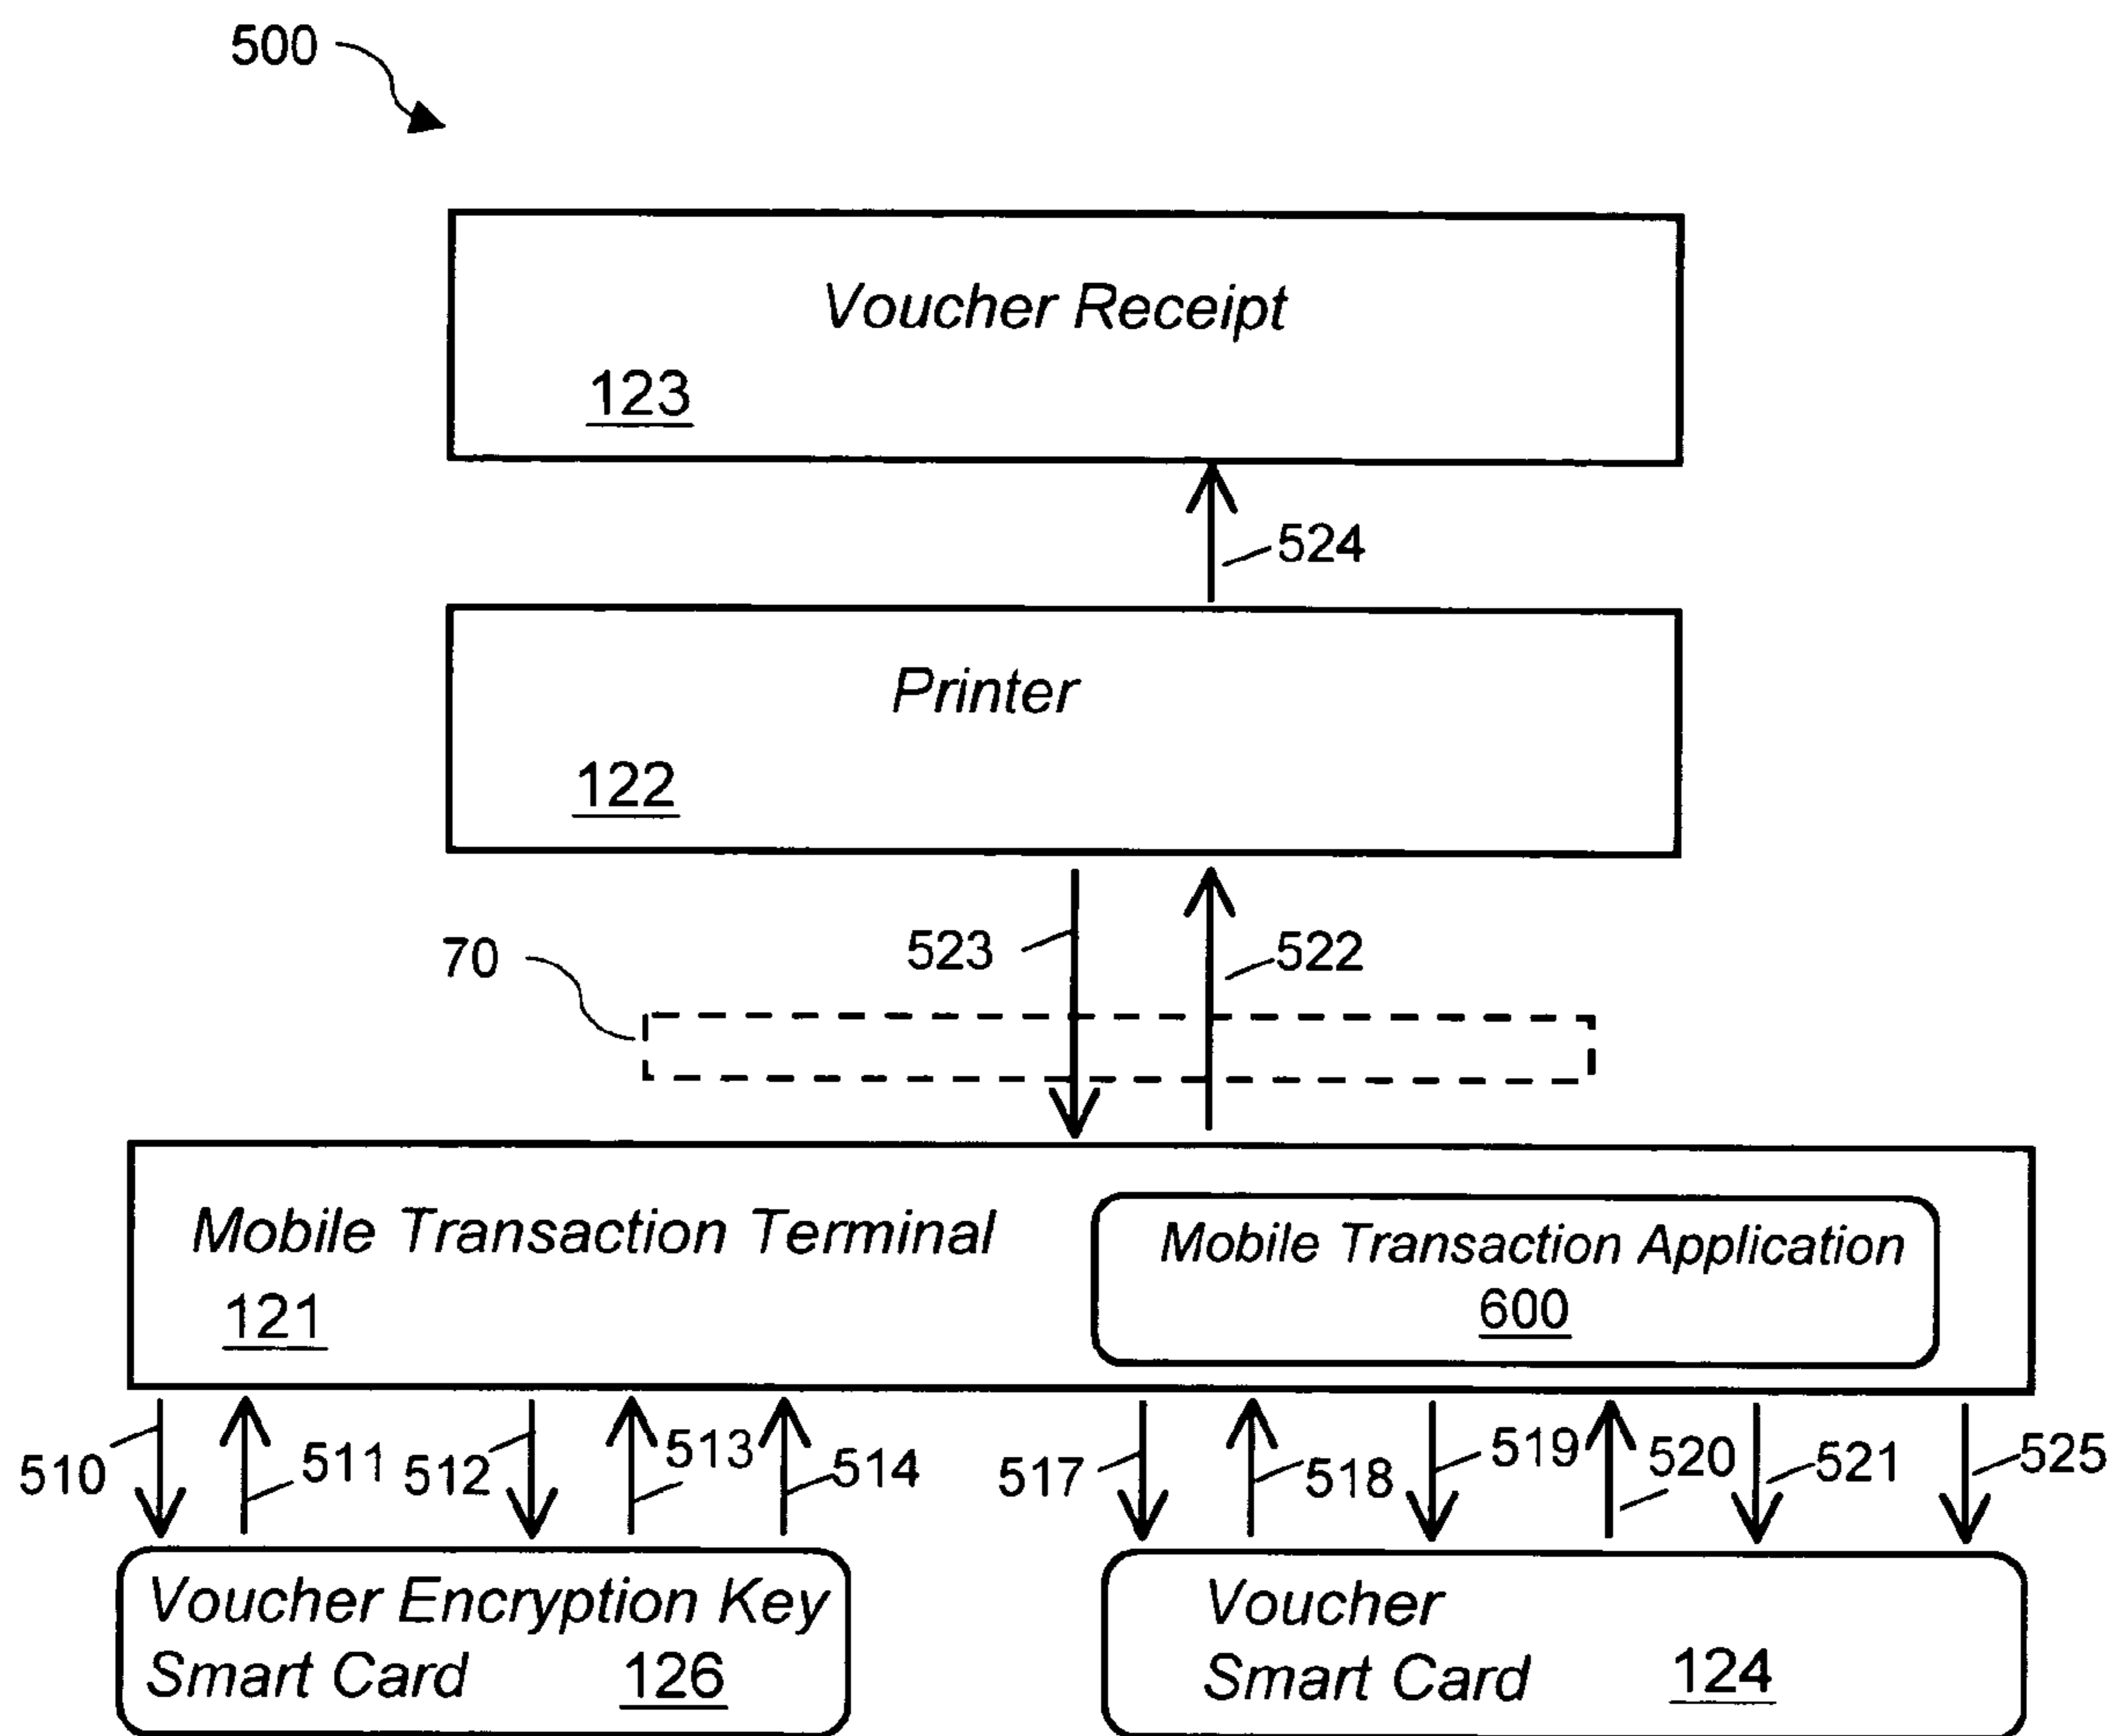 500
Voucher Receipt
123
524
Printer
122
523
522
70
Mobile Transaction Terminal
121
Mobile Transaction Application
600
510
511
512
513
514
517
518
519
520
521
525
Voucher Encryption Key
Smart Card 126
Voucher
Smart Card 124